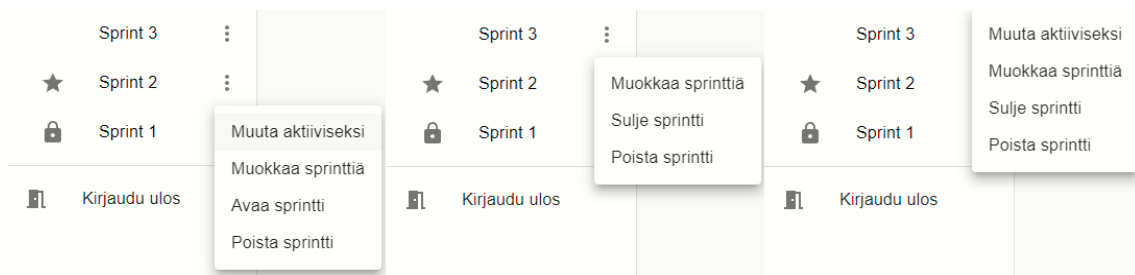 Sprint 3
Sprint 2
Sprint 1
Muuta aktiiviseksi
Muokkaa sprinttiä
Avaa sprintti
Poista sprintti
Kirjaudu ulos
Sprint 3
Sprint 2
Sprint 1
Muokkaa sprinttiä
Sulje sprintti
Poista sprintti
Kirjaudu ulos
Sprint 3
Sprint 2
Sprint 1
Muuta aktiiviseksi
Muokkaa sprinttiä
Sulje sprintti
Poista sprintti
Kirjaudu ulos